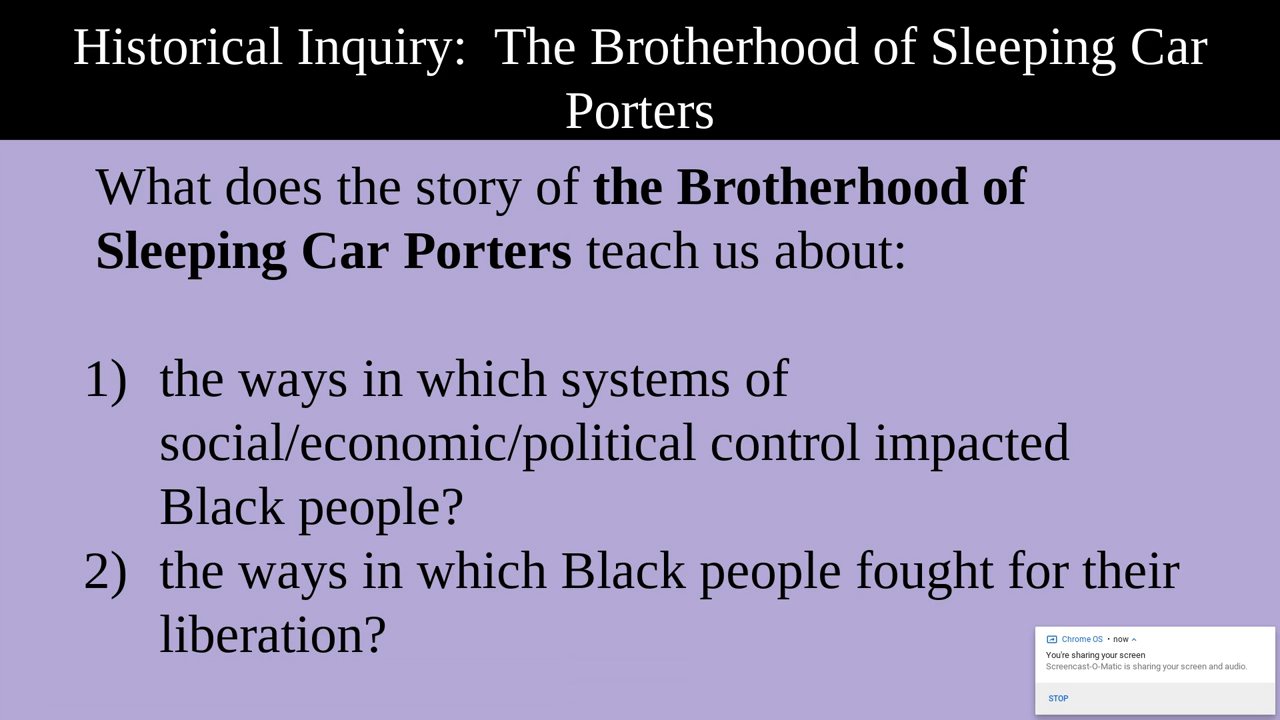 Historical Inquiry:  The Brotherhood of Sleeping Car
Porters
What does the story of the Brotherhood of
Sleeping Car Porters teach us about:
1) the ways in which systems of
social/economic/political control impacted
Black people?
2) the ways in which Black people fought for their
liberation?
Chrome OS • now
You're sharing your screen
Screencast-O-Matic is sharing your screen and audio.
STOP